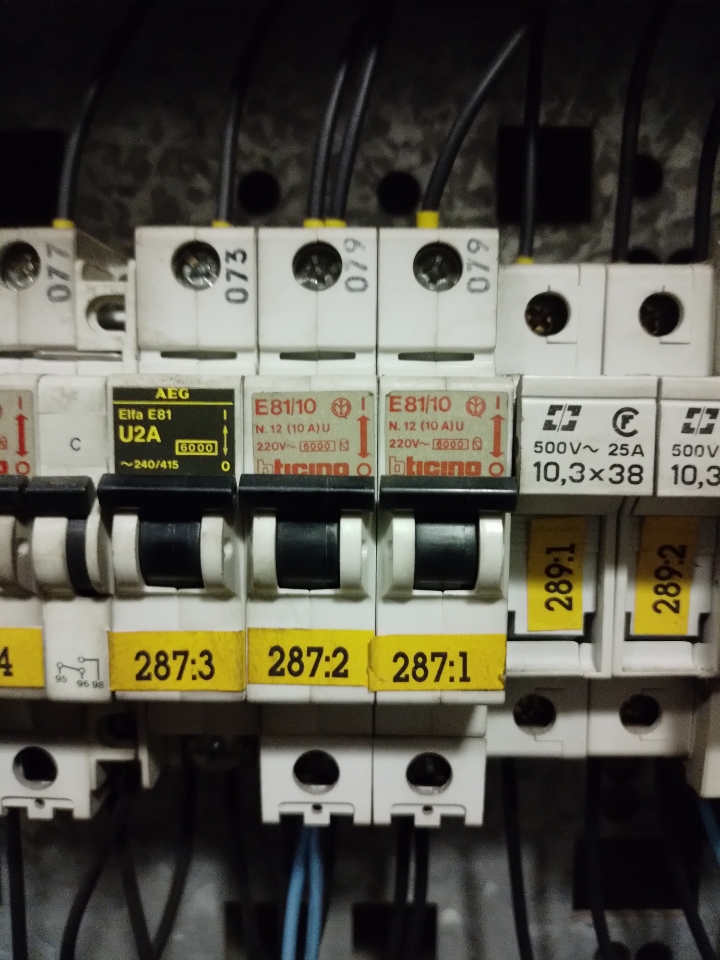 077
073
079
079
C
AEG
Elfa E81
I
U2A
6000
~240/415
O
E81/10
I
N. 12 (10 A) U
220V~ 6000
bticino O
E81/10
I
N. 12 (10 A) U
220V~ 6000
bticino O
500V~ 25A
10,3×38
500V
10,3
289:1
289:2
4
95 96 98
287:3
287:2
287:1